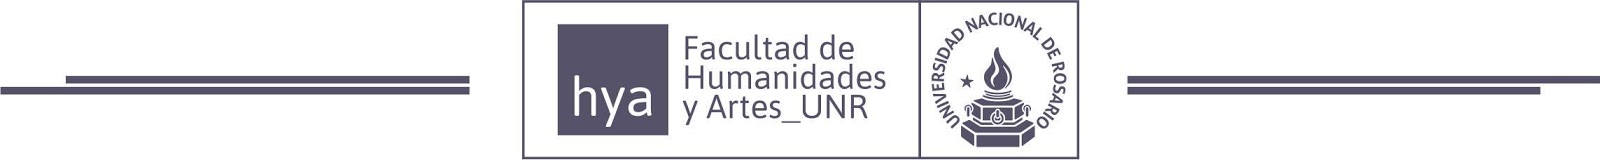 hya
Facultad de
Humanidades
y Artes_UNR
UNIVERSIDAD NACIONAL DE ROSARIO